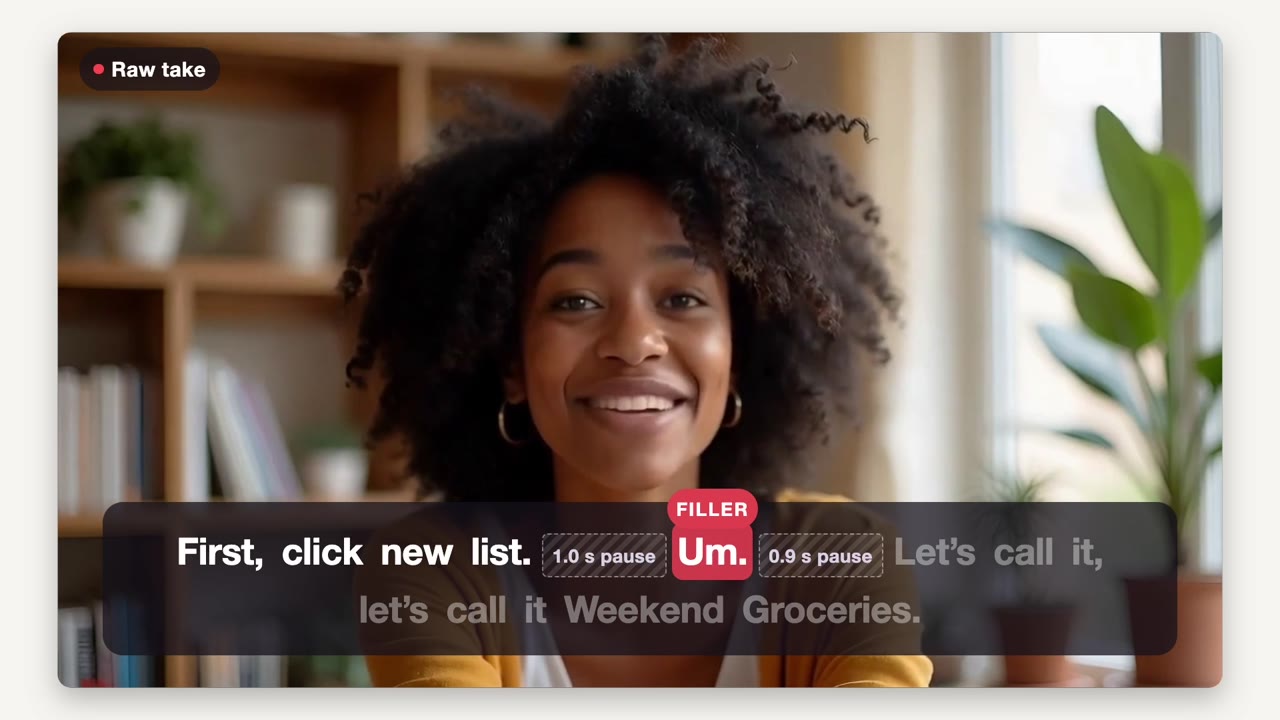 Raw take
FILLER
First, click new list. 1.0 s pause Um. 0.9 s pause Let’s call it,
let’s call it Weekend Groceries.